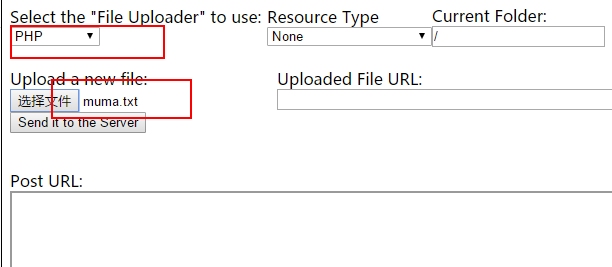 Select the "File Uploader" to use: Resource Type Current Folder:
PHP None /
Upload a new file: Uploaded File URL:
选择文件 muma.txt
Send it to the Server
Post URL: